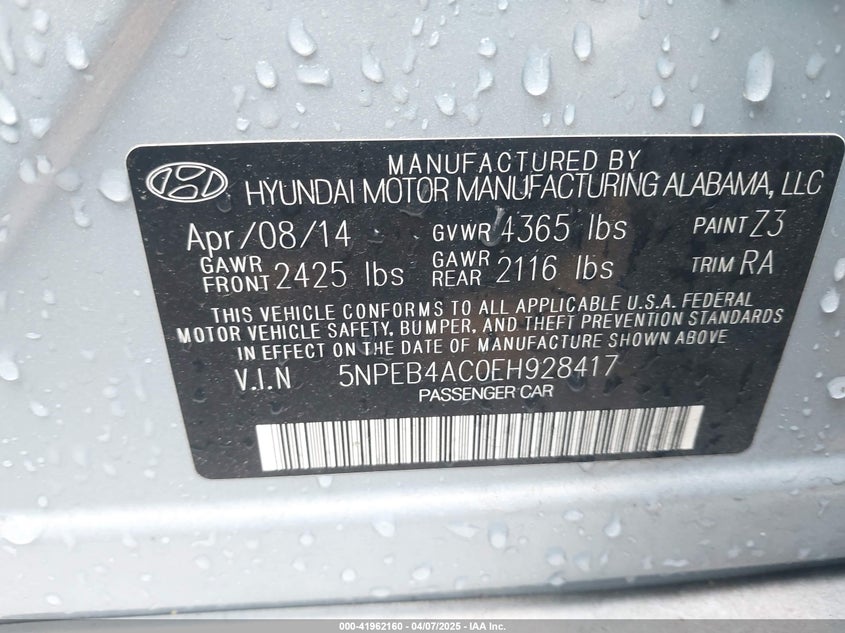 MANUFACTURED BY
HYUNDAI MOTOR MANUFACTURING ALABAMA, LLC
Apr/08/14 GVWR 4365 lbs PAINT Z3
GAWR FRONT 2425 lbs GAWR REAR 2116 lbs TRIM RA
THIS VEHICLE CONFORMS TO ALL APPLICABLE U.S.A. FEDERAL
MOTOR VEHICLE SAFETY, BUMPER, AND THEFT PREVENTION STANDARDS
IN EFFECT ON THE DATE OF MANUFACTURE SHOWN ABOVE
V.I.N 5NPEB4AC0EH928417
PASSENGER CAR
000-41962160 - 04/07/2025 - IAA Inc.